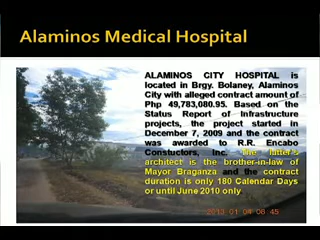 Alaminos Medical Hospital
ALAMINOS CITY HOSPITAL is
located in Brgy. Bolaney, Alaminos
City with alleged contract amount of
Php 49,783,080.95. Based on the
Status Report of Infrastructure
projects, the project started in
December 7, 2009 and the contract
was awarded to R.R. Encabo
Constuctors, Inc. the latter's
architect is the brother-in-law of
Mayor Braganza and the contract
duration is only 180 Calendar Days
or until June 2010 only
2013 01 04 08 45